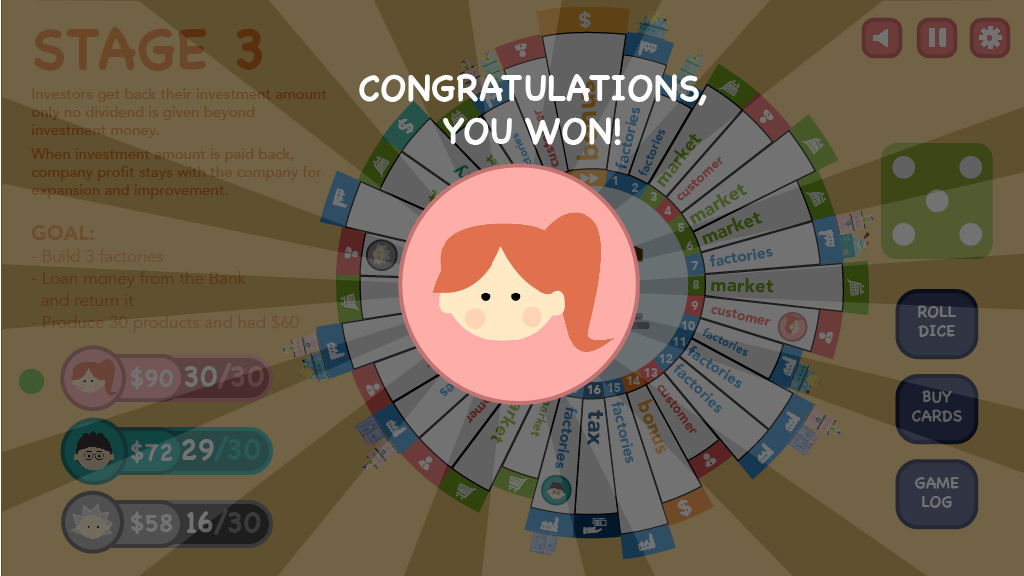 STAGE 3
Investors get back their investment amount
only no dividend is given beyond
investment money.
When investment amount is paid back,
company profit stays with the company for
expansion and improvement.
GOAL:
- Build 3 factories
- Loan money from the Bank
and return it
- Produce 30 products and had $60
$90 30/30
$72 29/30
$58 16/30
CONGRATULATIONS,
YOU WON!
1 factories
2 factories
3 market
4 customer
5 market
6 market
7 factories
8 market
9 customer
10 factories
11 factories
12 factories
13 customer
14 bonus
15 factories
16 tax
factories
market
ROLL
DICE
BUY
CARDS
GAME
LOG